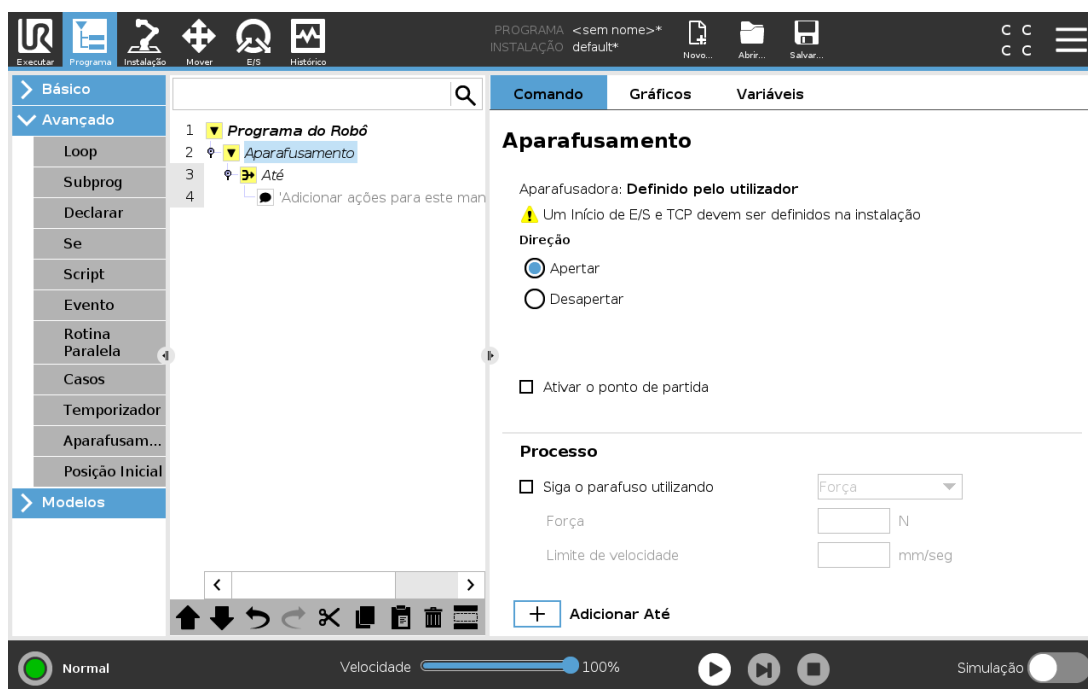 UR
PROGRAMA <sem nome>*
INSTALAÇÃO default*
Executar Programa Instalação Mover E/S Histórico Novo... Abrir... Salvar...
C C
C C
Básico
Avançado
Loop
Subprog
Declarar
Se
Script
Evento
Rotina
Paralela
Casos
Temporizador
Aparafusam...
Posição Inicial
Modelos
1 Programa do Robô
2 Aparafusamento
3 Até
4 'Adicionar ações para este man
Comando Gráficos Variáveis
Aparafusamento
Aparafusadora: Definido pelo utilizador
Um Início de E/S e TCP devem ser definidos na instalação
Direção
Apertar
Desapertar
Ativar o ponto de partida
Processo
Siga o parafuso utilizando Força
Força N
Limite de velocidade mm/seg
+ Adicionar Até
Normal Velocidade 100% Simulação